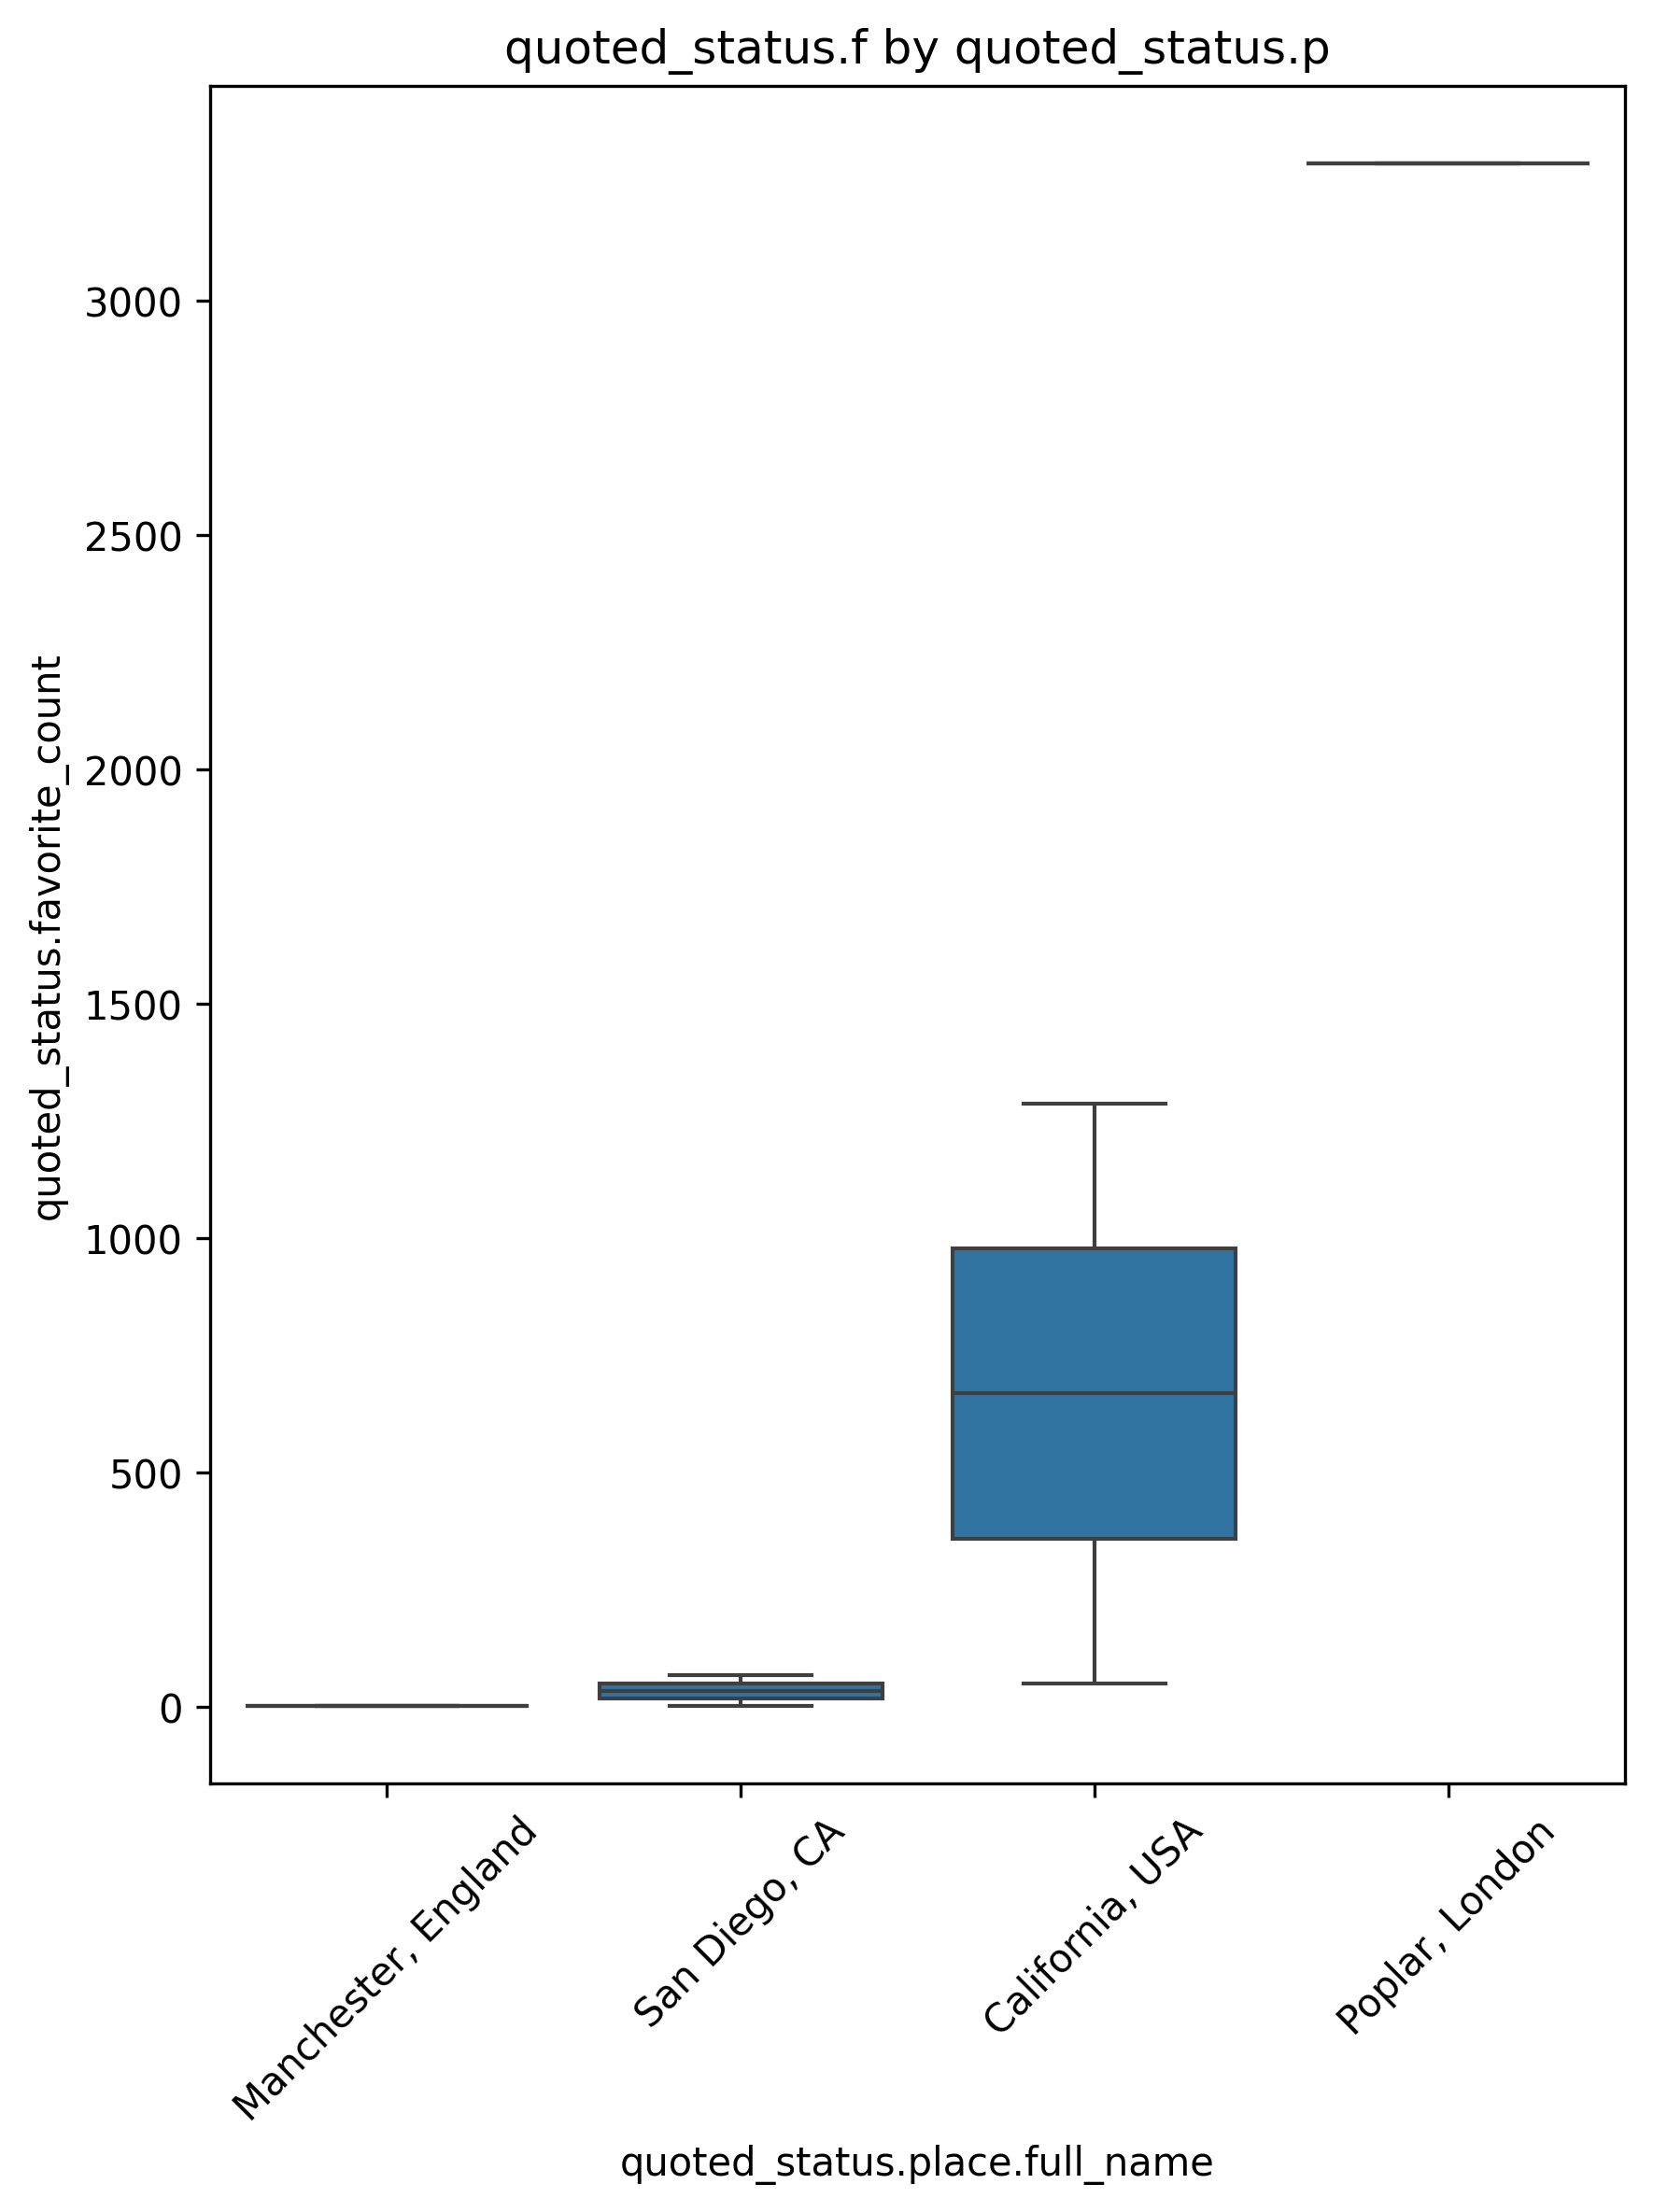 quoted_status.f by quoted_status.p
quoted_status.favorite_count
3000
2500
2000
1500
1000
500
0
Manchester, England
San Diego, CA
California, USA
Poplar, London
quoted_status.place.full_name